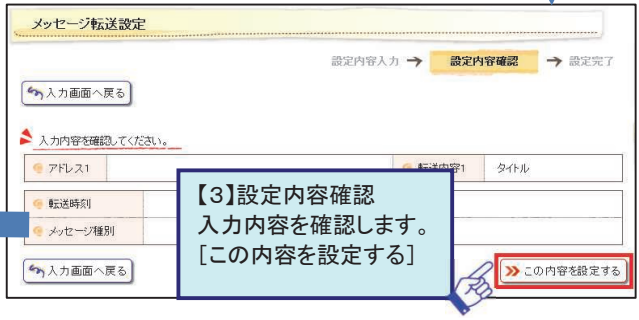 メッセージ転送設定
設定内容入力 → 設定内容確認 → 設定完了
入力画面へ戻る
入力内容を確認してください。
アドレス1 転送内容1 タイトル
転送時刻
メッセージ種別
【3】設定内容確認
入力内容を確認します。
[この内容を設定する]
入力画面へ戻る この内容を設定する